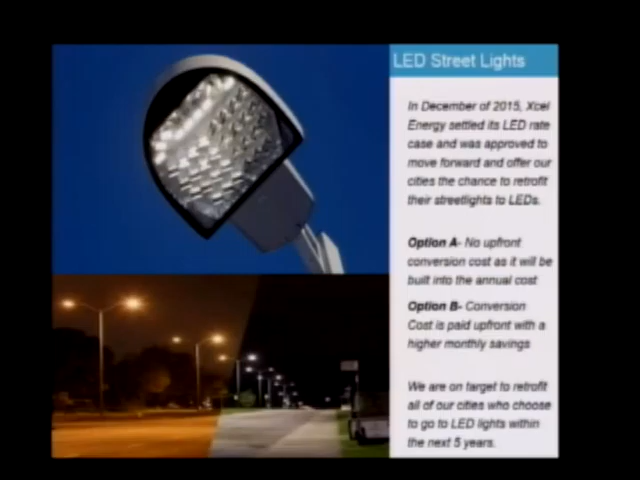 LED Street Lights
In December of 2015, Xcel
Energy settled its LED rate
case and was approved to
move forward and offer our
cities the chance to retrofit
their streetlights to LEDs.
Option A- No upfront
conversion cost as it will be
built into the annual cost
Option B- Conversion
Cost is paid upfront with a
higher monthly savings
We are on target to retrofit
all of our cities who choose
to go to LED lights within
the next 5 years.